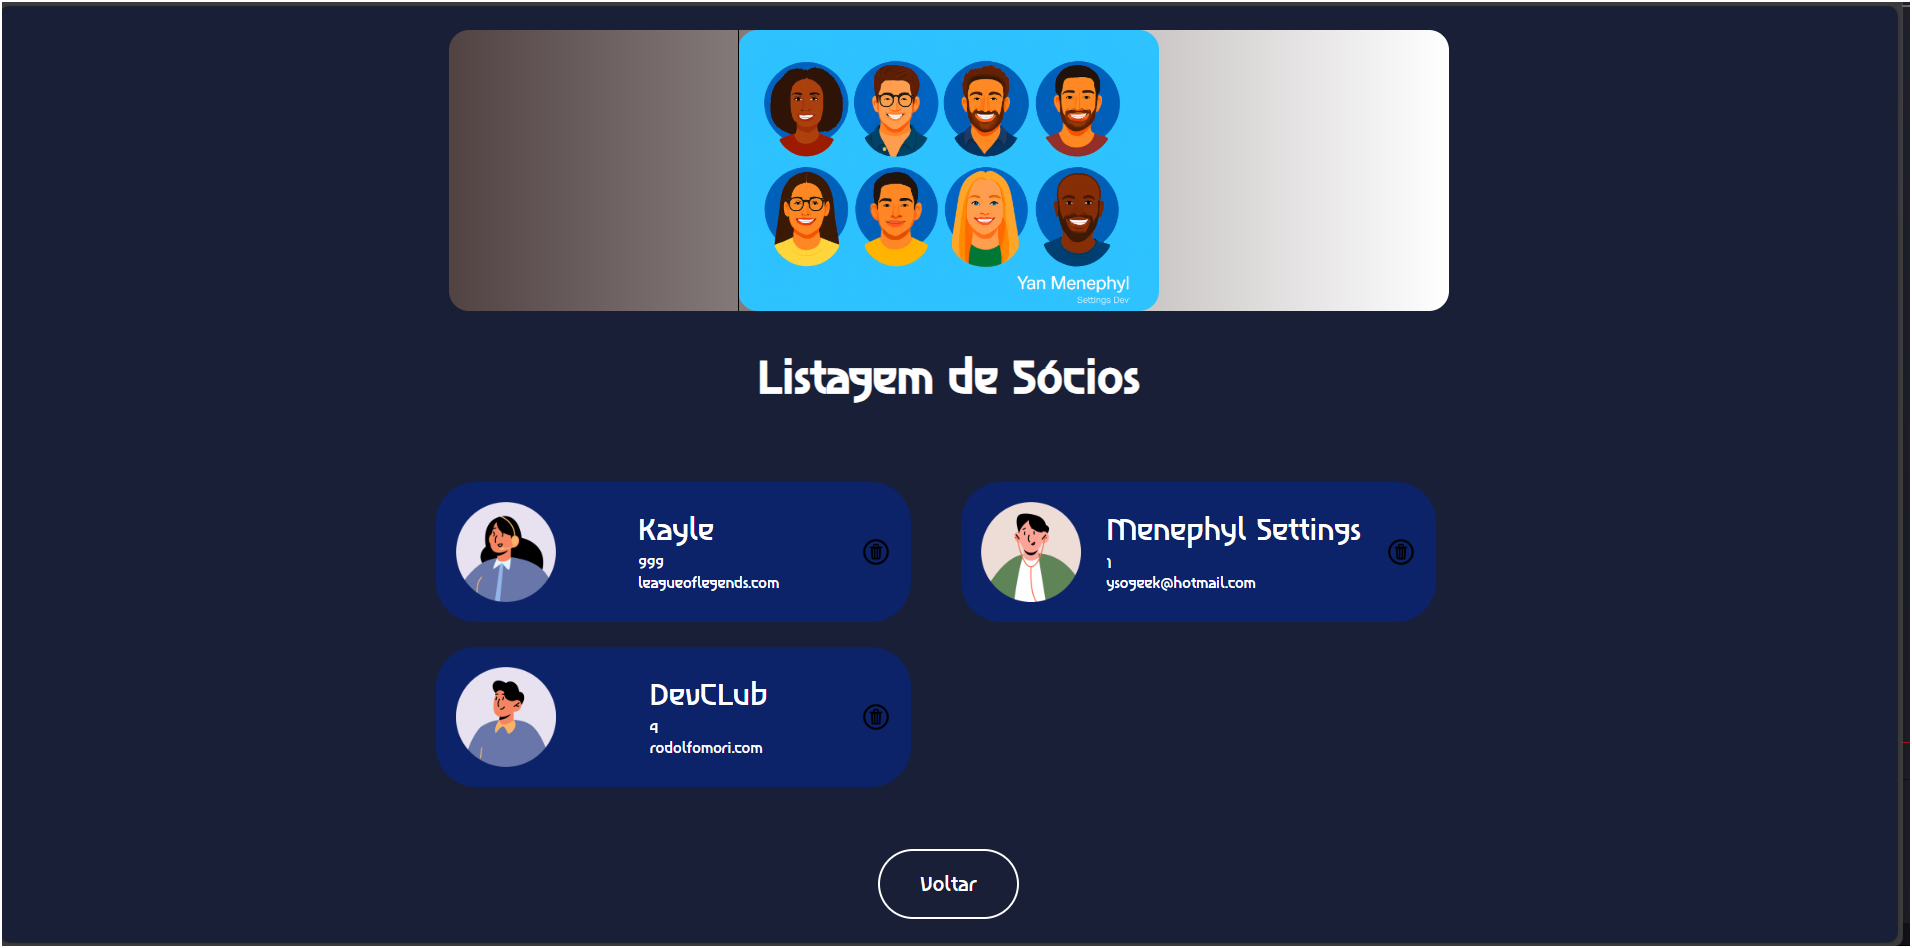 Yan Menephyl
Settings Dev
Listagem de Sócios
Kayle
999
leagueoflegends.com
Menephyl Settings
1
ysogeek@hotmail.com
DevCLub
9
rodolfomori.com
Voltar